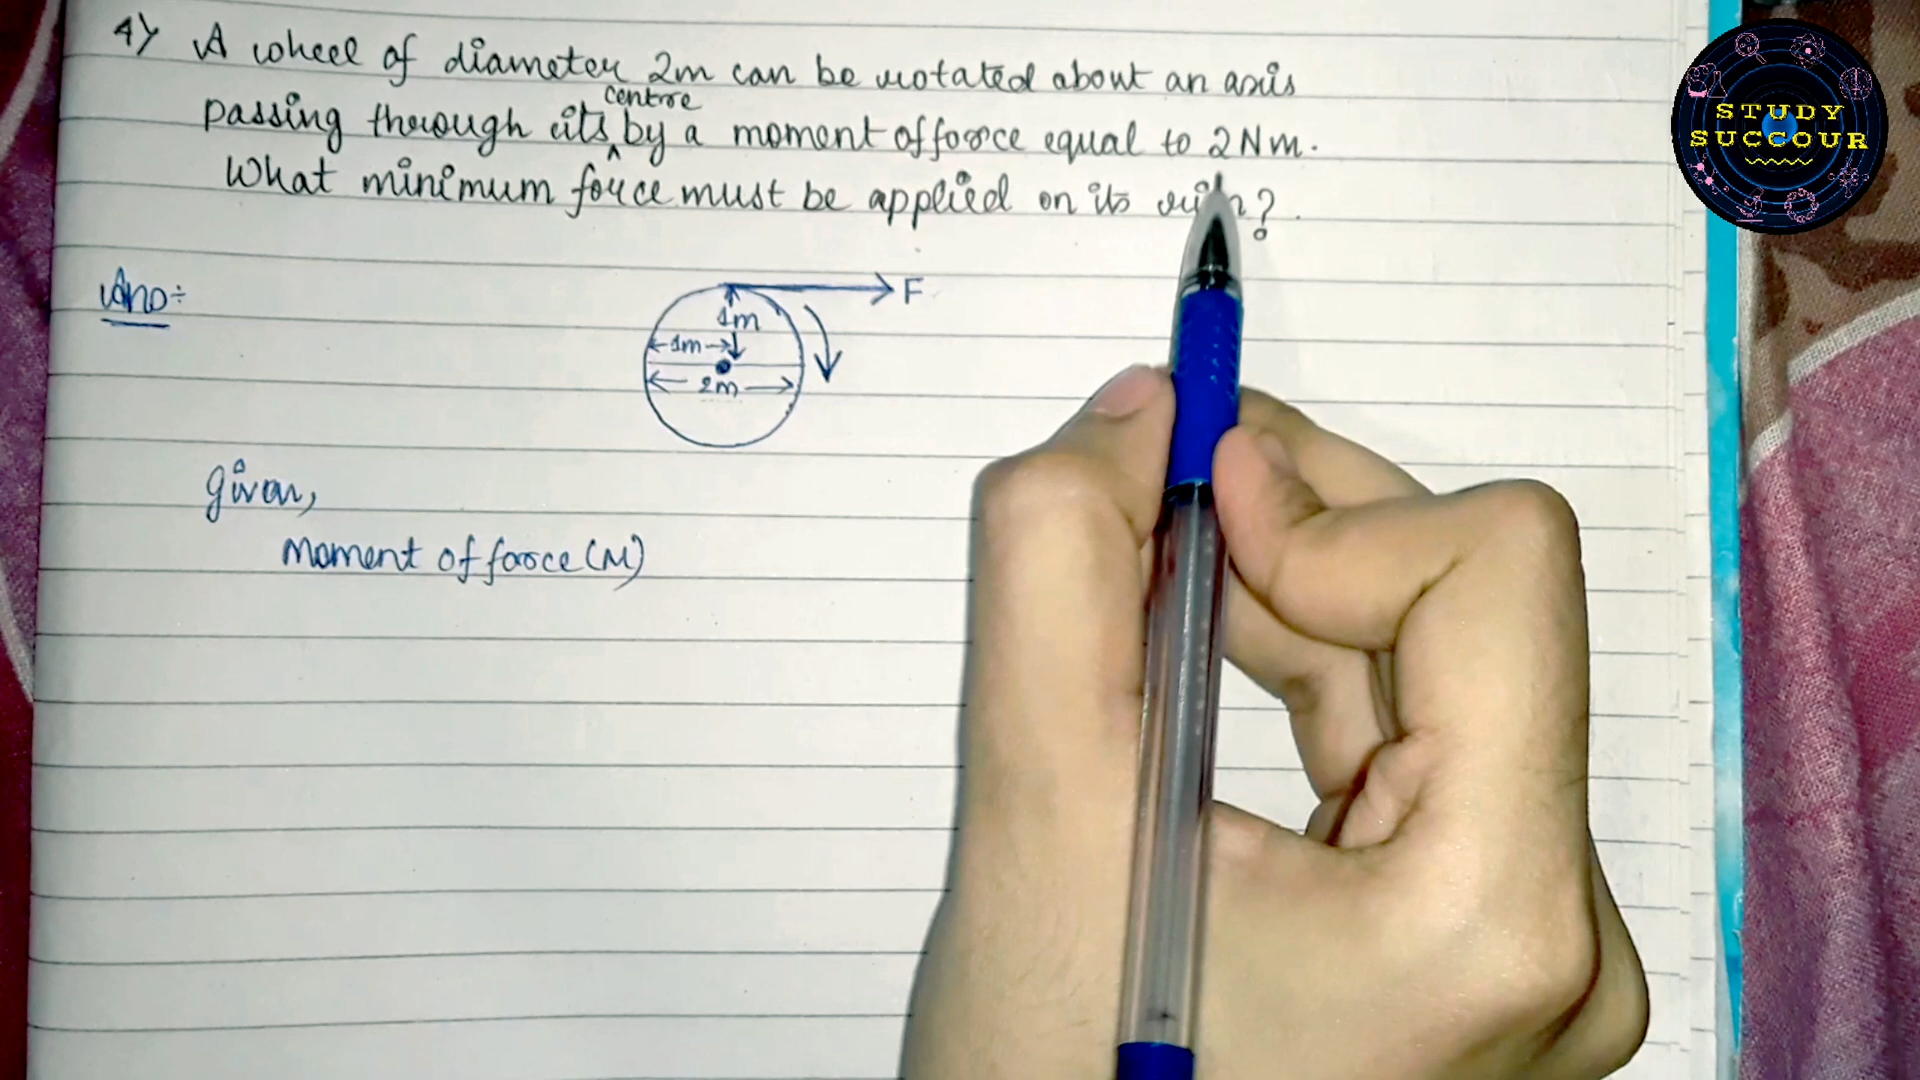 4) A wheel of diameter 2m can be rotated about an axis
passing through its centre by a moment of force equal to 2Nm.
What minimum force must be applied on its rim?
Ans:
F
1m
1m
2m
Given,
Moment of force (M)
STUDY
SUCCOUR